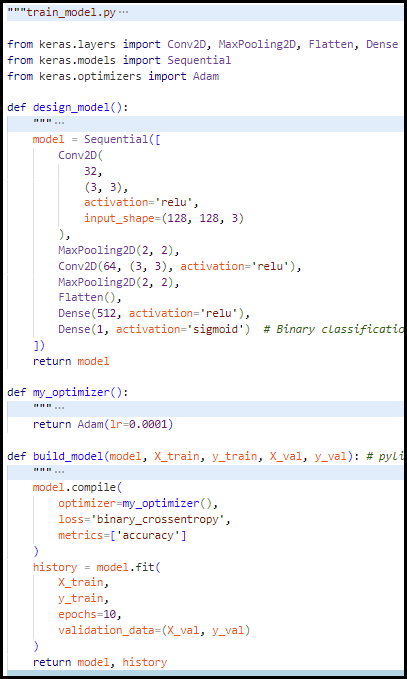 """train_model.py ···
from keras.layers import Conv2D, MaxPooling2D, Flatten, Dense
from keras.models import Sequential
from keras.optimizers import Adam
def design_model():
    """ ···
    model = Sequential([
        Conv2D(
            32,
            (3, 3),
            activation='relu',
            input_shape=(128, 128, 3)
        ),
        MaxPooling2D(2, 2),
        Conv2D(64, (3, 3), activation='relu'),
        MaxPooling2D(2, 2),
        Flatten(),
        Dense(512, activation='relu'),
        Dense(1, activation='sigmoid')  # Binary classificatio
    ])
    return model
def my_optimizer():
    """ ···
    return Adam(lr=0.0001)
def build_model(model, X_train, y_train, X_val, y_val): # pyli
    """ ···
    model.compile(
        optimizer=my_optimizer(),
        loss='binary_crossentropy',
        metrics=['accuracy']
    )
    history = model.fit(
        X_train,
        y_train,
        epochs=10,
        validation_data=(X_val, y_val)
    )
    return model, history